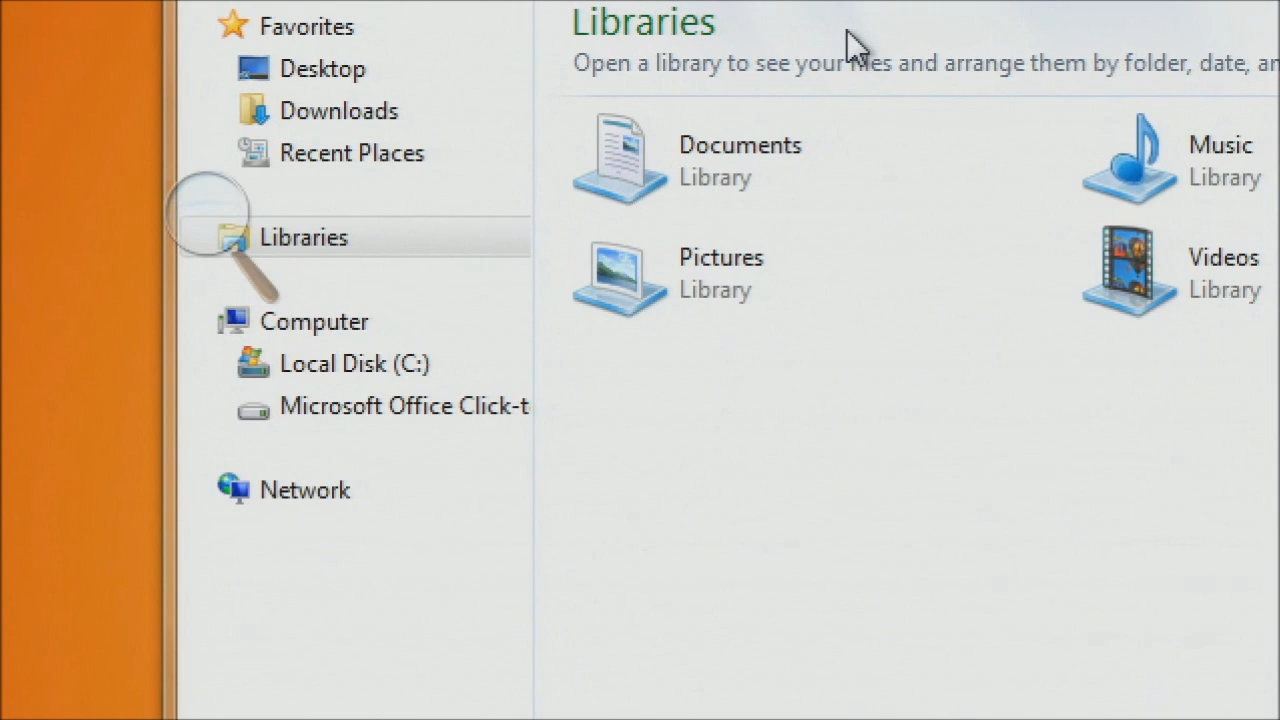 Favorites
Desktop
Downloads
Recent Places
Libraries
Computer
Local Disk (C:)
Microsoft Office Click-t
Network
Libraries
Open a library to see your files and arrange them by folder, date, an
Documents
Library
Music
Library
Pictures
Library
Videos
Library